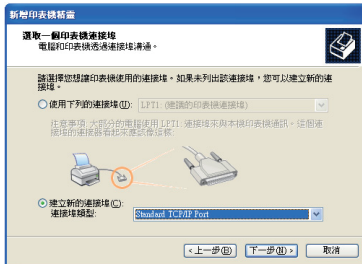 新增印表機精靈
選取一個印表機連接埠
電腦和印表機透過連接埠溝通。
請選擇您想讓印表機使用的連接埠。如果未列出該連接埠,您可以建立新的連
接埠。
使用下列的連接埠(U): LPT1: (建議的印表機連接埠)
注意事項: 大部分的電腦使用 LPT1: 連接埠來與本機印表機通訊。這個連
接埠的連接器看起來應該像這樣:
建立新的連接埠(C):
連接埠類型: Standard TCP/IP Port
<上一步(B) 下一步(N)> 取消